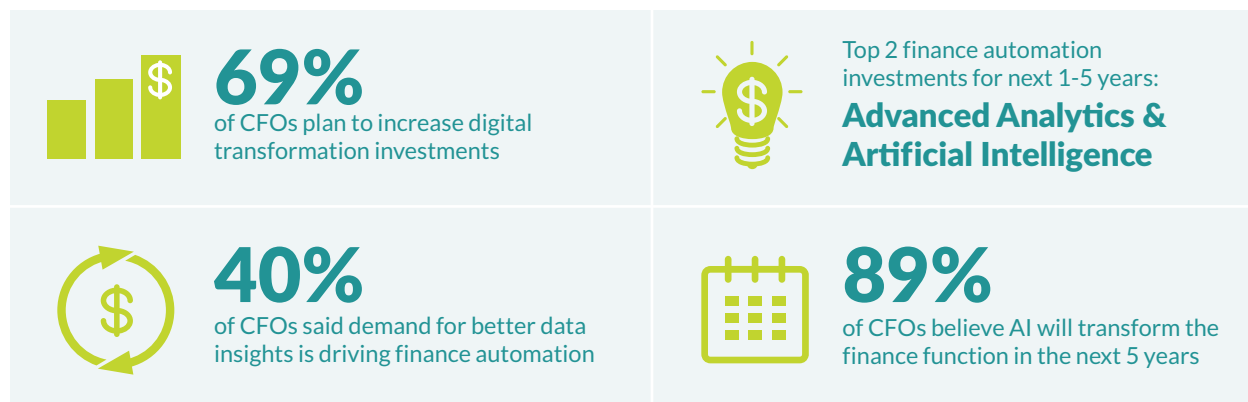 $
69%
of CFOs plan to increase digital
transformation investments
$
Top 2 finance automation
investments for next 1-5 years:
Advanced Analytics &
Artificial Intelligence
$
40%
of CFOs said demand for better data
insights is driving finance automation
89%
of CFOs believe AI will transform the
finance function in the next 5 years